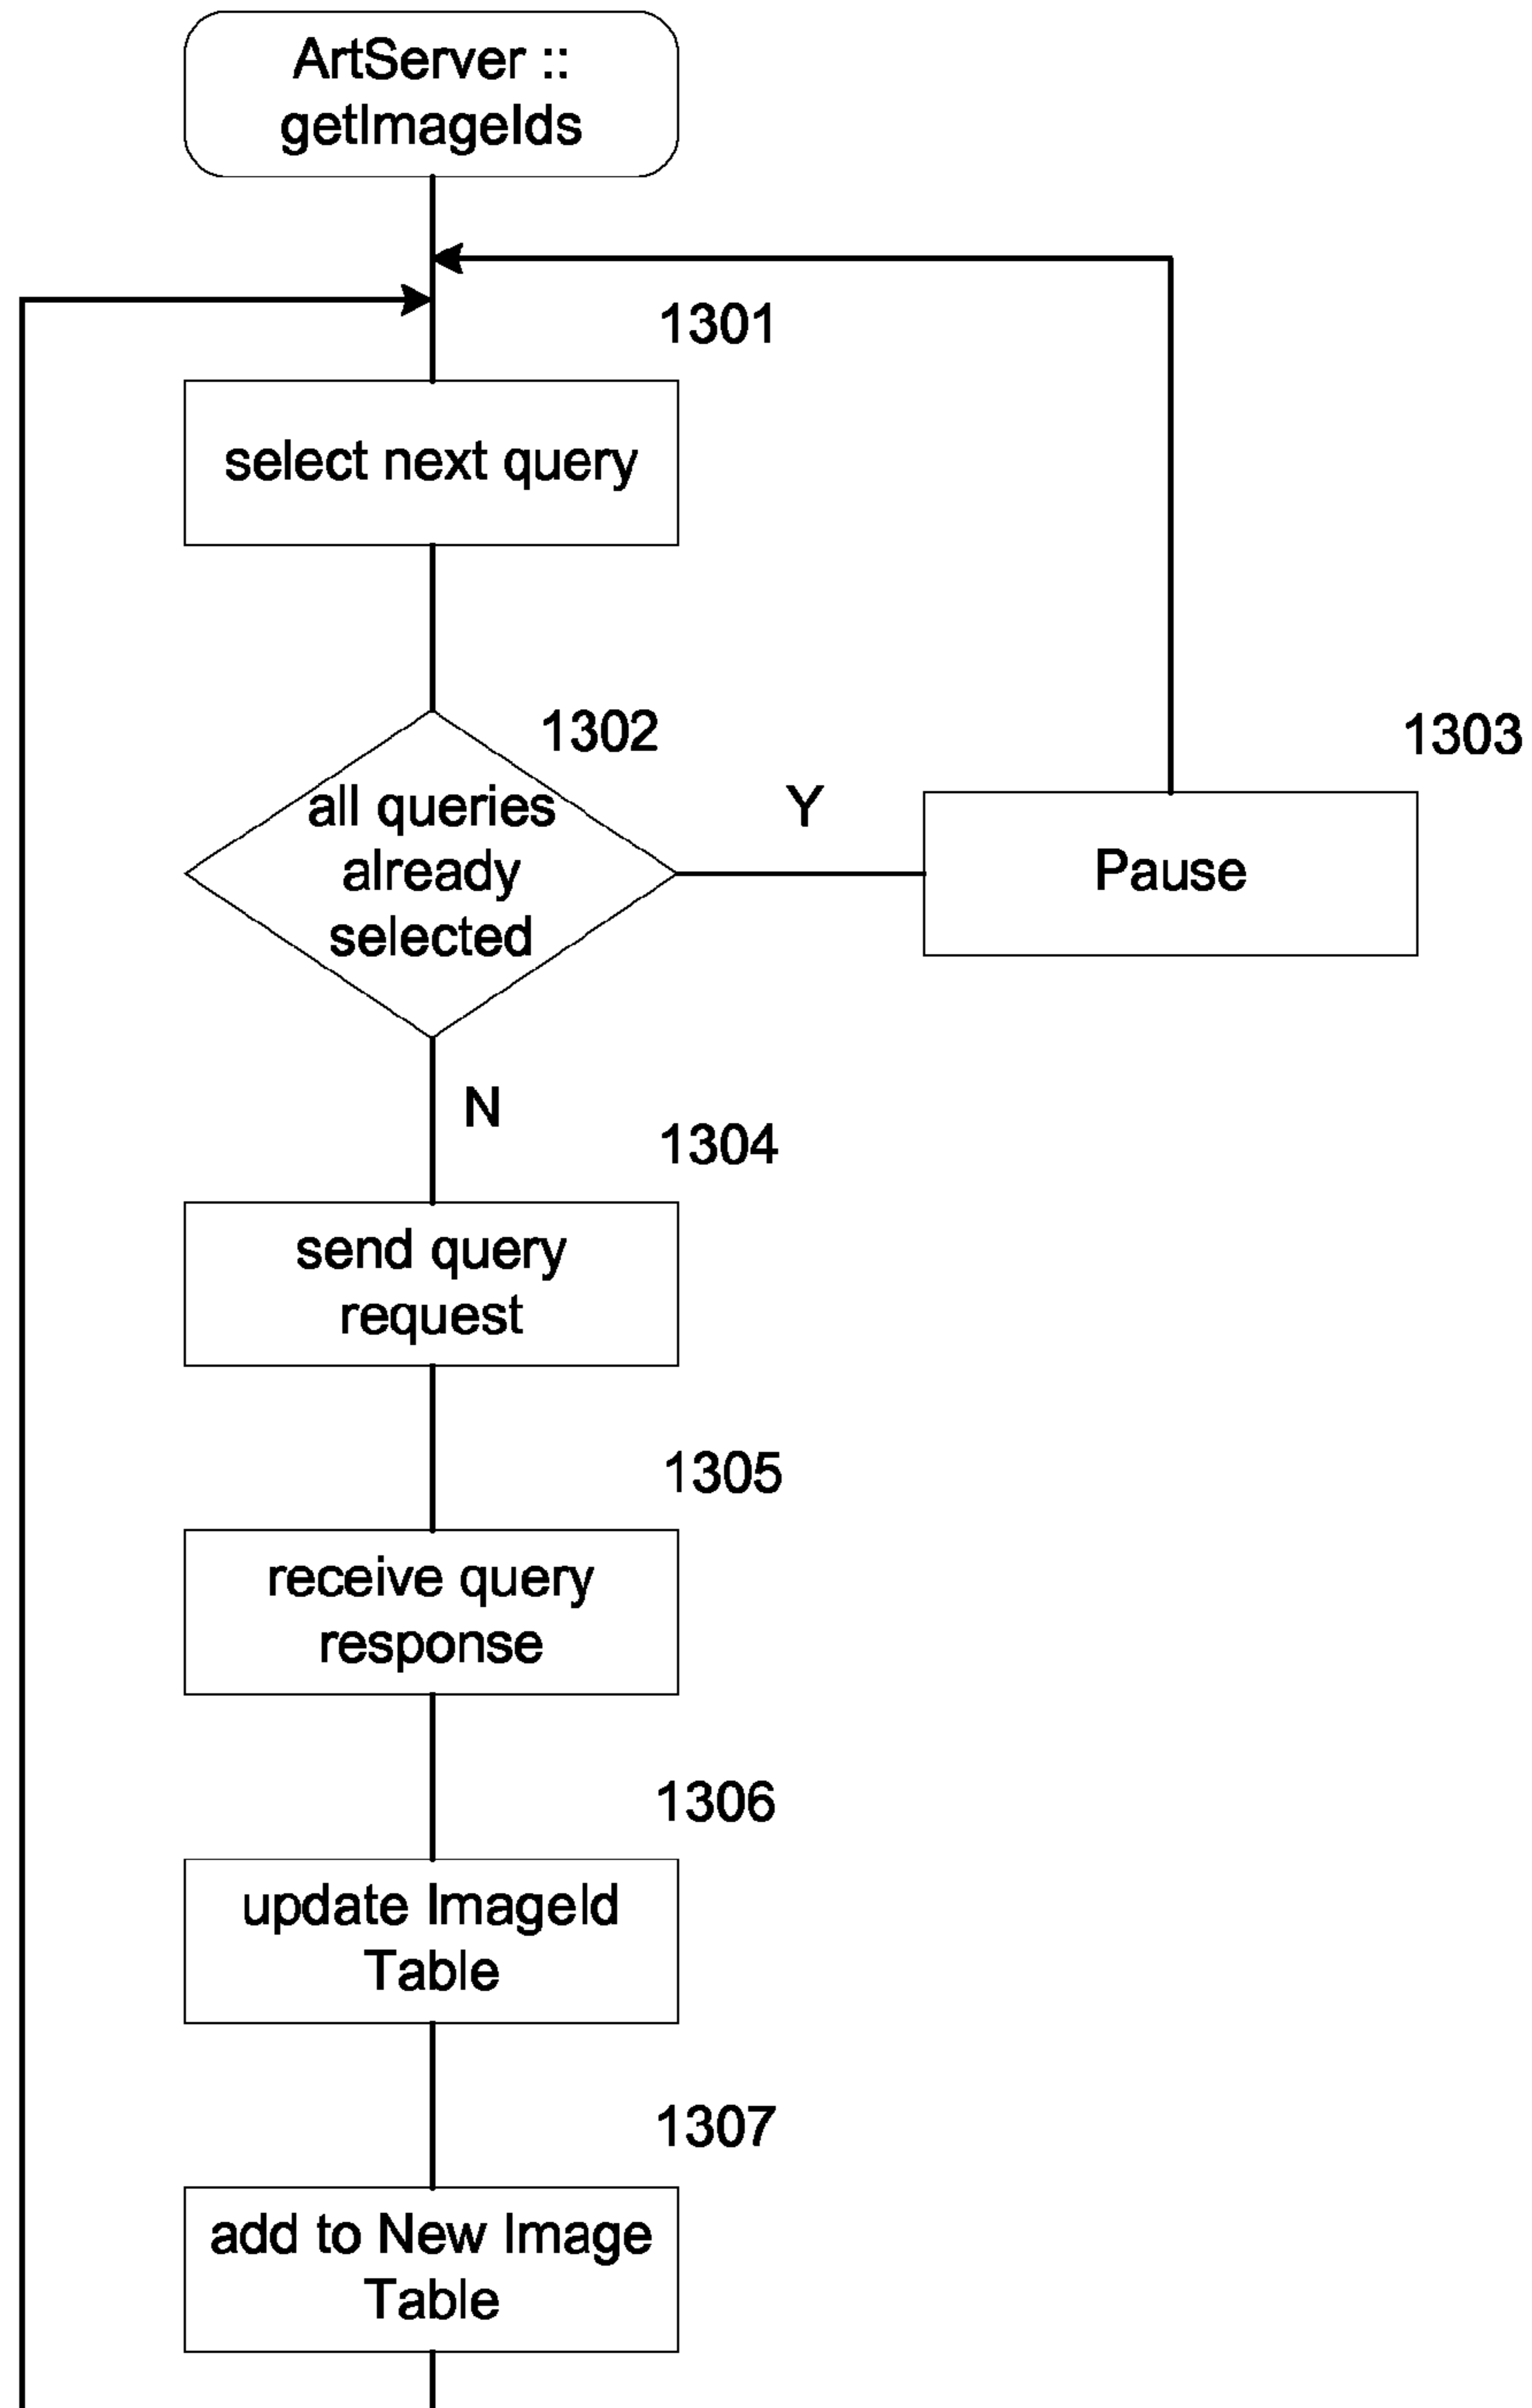 ArtServer ::
getImageIds
1301
select next query
1302
all queries
already
selected
Y
1303
Pause
N
1304
send query
request
1305
receive query
response
1306
update ImageId
Table
1307
add to New Image
Table